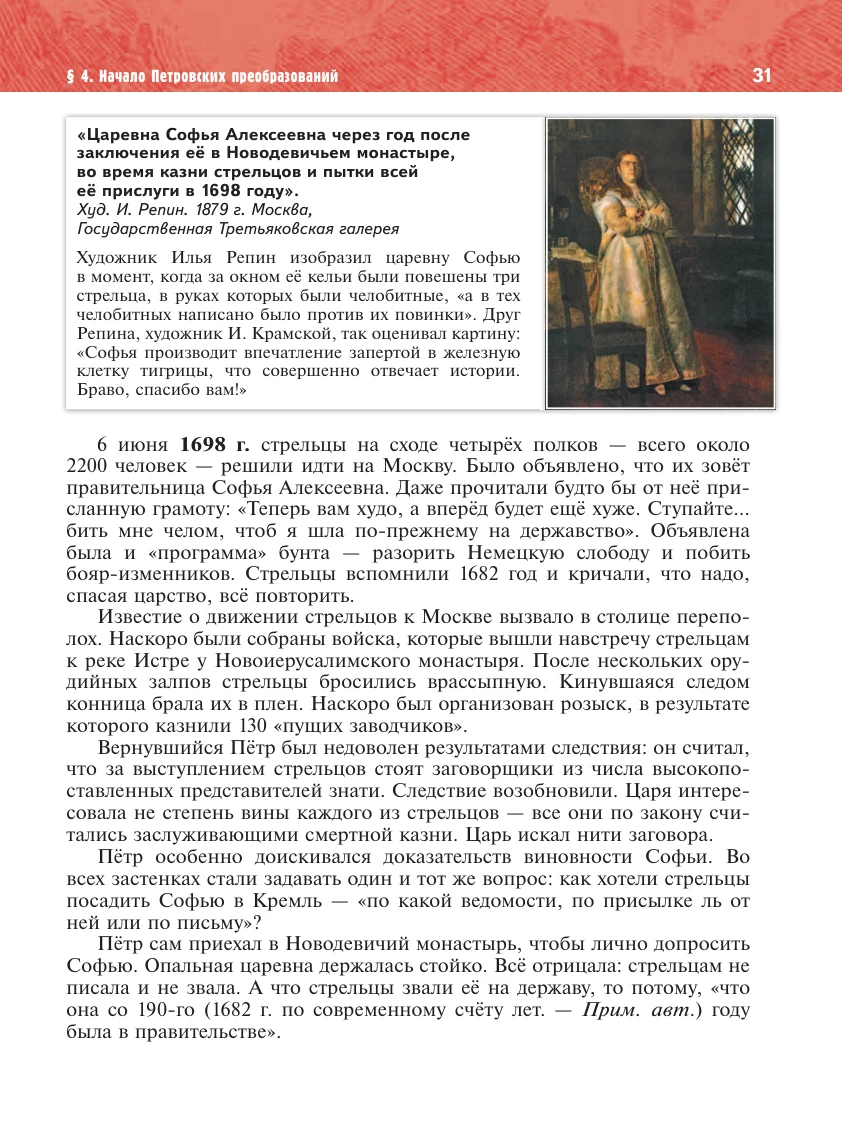 § 4. Начало Петровских преобразований
31
«Царевна Софья Алексеевна через год после
заключения её в Новодевичьем монастыре,
во время казни стрельцов и пытки всей
её прислуги в 1698 году».
Худ. И. Репин. 1879 г. Москва,
Государственная Третьяковская галерея
Художник Илья Репин изобразил царевну Софью
в момент, когда за окном её кельи были повешены три
стрельца, в руках которых были челобитные, «а в тех
челобитных написано было против их повинки». Друг
Репина, художник И. Крамской, так оценивал картину:
«Софья производит впечатление запертой в железную
клетку тигрицы, что совершенно отвечает истории.
Браво, спасибо вам!»
6 июня 1698 г. стрельцы на сходе четырёх полков — всего около
2200 человек — решили идти на Москву. Было объявлено, что их зовёт
правительница Софья Алексеевна. Даже прочитали будто бы от неё при-
сланную грамоту: «Теперь вам худо, а вперёд будет ещё хуже. Ступайте...
бить мне челом, чтоб я шла по-прежнему на державство». Объявлена
была и «программа» бунта — разорить Немецкую слободу и побить
бояр-изменников. Стрельцы вспомнили 1682 год и кричали, что надо,
спасая царство, всё повторить.
Известие о движении стрельцов к Москве вызвало в столице перепо-
лох. Наскоро были собраны войска, которые вышли навстречу стрельцам
к реке Истре у Новоиерусалимского монастыря. После нескольких ору-
дийных залпов стрельцы бросились врассыпную. Кинувшаяся следом
конница брала их в плен. Наскоро был организован розыск, в результате
которого казнили 130 «пущих заводчиков».
Вернувшийся Пётр был недоволен результатами следствия: он считал,
что за выступлением стрельцов стоят заговорщики из числа высокопо-
ставленных представителей знати. Следствие возобновили. Царя интере-
совала не степень вины каждого из стрельцов — все они по закону счи-
тались заслуживающими смертной казни. Царь искал нити заговора.
Пётр особенно доискивался доказательств виновности Софьи. Во
всех застенках стали задавать один и тот же вопрос: как хотели стрельцы
посадить Софью в Кремль — «по какой ведомости, по присылке ль от
ней или по письму»?
Пётр сам приехал в Новодевичий монастырь, чтобы лично допросить
Софью. Опальная царевна держалась стойко. Всё отрицала: стрельцам не
писала и не звала. А что стрельцы звали её на державу, то потому, «что
она со 190-го (1682 г. по современному счёту лет. — Прим. авт.) году
была в правительстве».